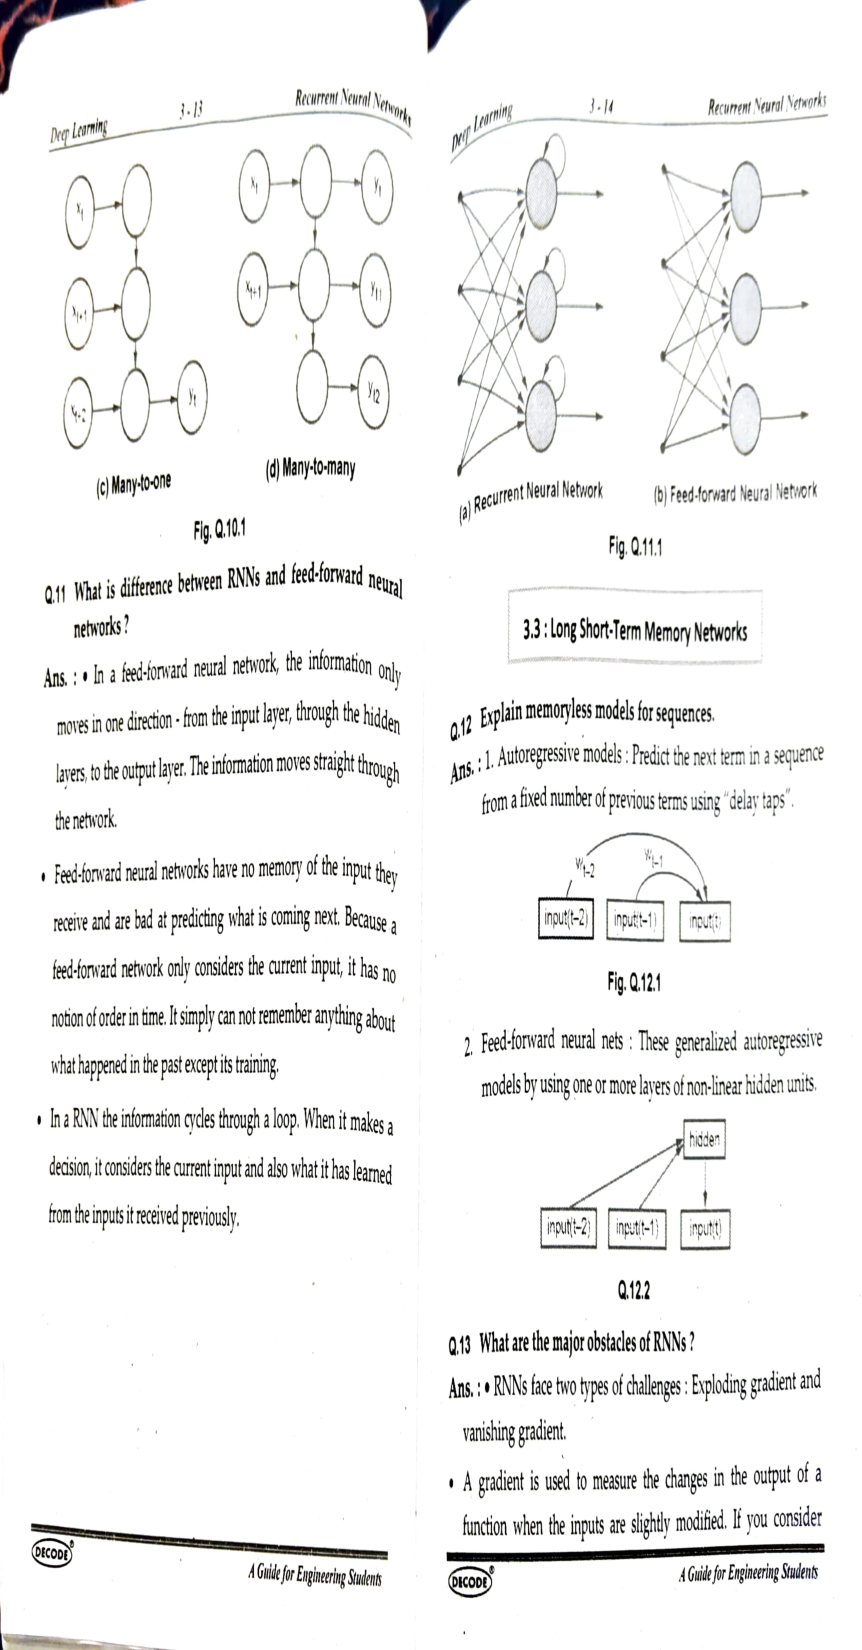 Deep Learning 3 - 13 Recurrent Neural Networks
xt
xt+1
xt+2
yt
(c) Many-to-one
xt
yt
xt+1
yt1
yt2
(d) Many-to-many
Fig. Q.10.1
Q.11 What is difference between RNNs and feed-forward neural
networks ?
Ans. : • In a feed-forward neural network, the information only
moves in one direction - from the input layer, through the hidden
layers, to the output layer. The information moves straight through
the network.
• Feed-forward neural networks have no memory of the input they
receive and are bad at predicting what is coming next. Because a
feed-forward network only considers the current input, it has no
notion of order in time. It simply can not remember anything about
what happened in the past except its training.
• In a RNN the information cycles through a loop. When it makes a
decision, it considers the current input and also what it has learned
from the inputs it received previously.
DECODE®
A Guide for Engineering Students
Deep Learning 3 - 14 Recurrent Neural Networks
(a) Recurrent Neural Network
(b) Feed-forward Neural Network
Fig. Q.11.1
3.3 : Long Short-Term Memory Networks
Q.12 Explain memoryless models for sequences.
Ans. : 1. Autoregressive models : Predict the next term in a sequence
from a fixed number of previous terms using "delay taps".
wt–2
wt–1
input(t–2) input(t–1) input(t)
Fig. Q.12.1
2. Feed-forward neural nets : These generalized autoregressive
models by using one or more layers of non-linear hidden units.
hidden
input(t–2) input(t–1) input(t)
Q.12.2
Q.13 What are the major obstacles of RNNs ?
Ans. : • RNNs face two types of challenges : Exploding gradient and
vanishing gradient.
• A gradient is used to measure the changes in the output of a
function when the inputs are slightly modified. If you consider
DECODE®
A Guide for Engineering Students